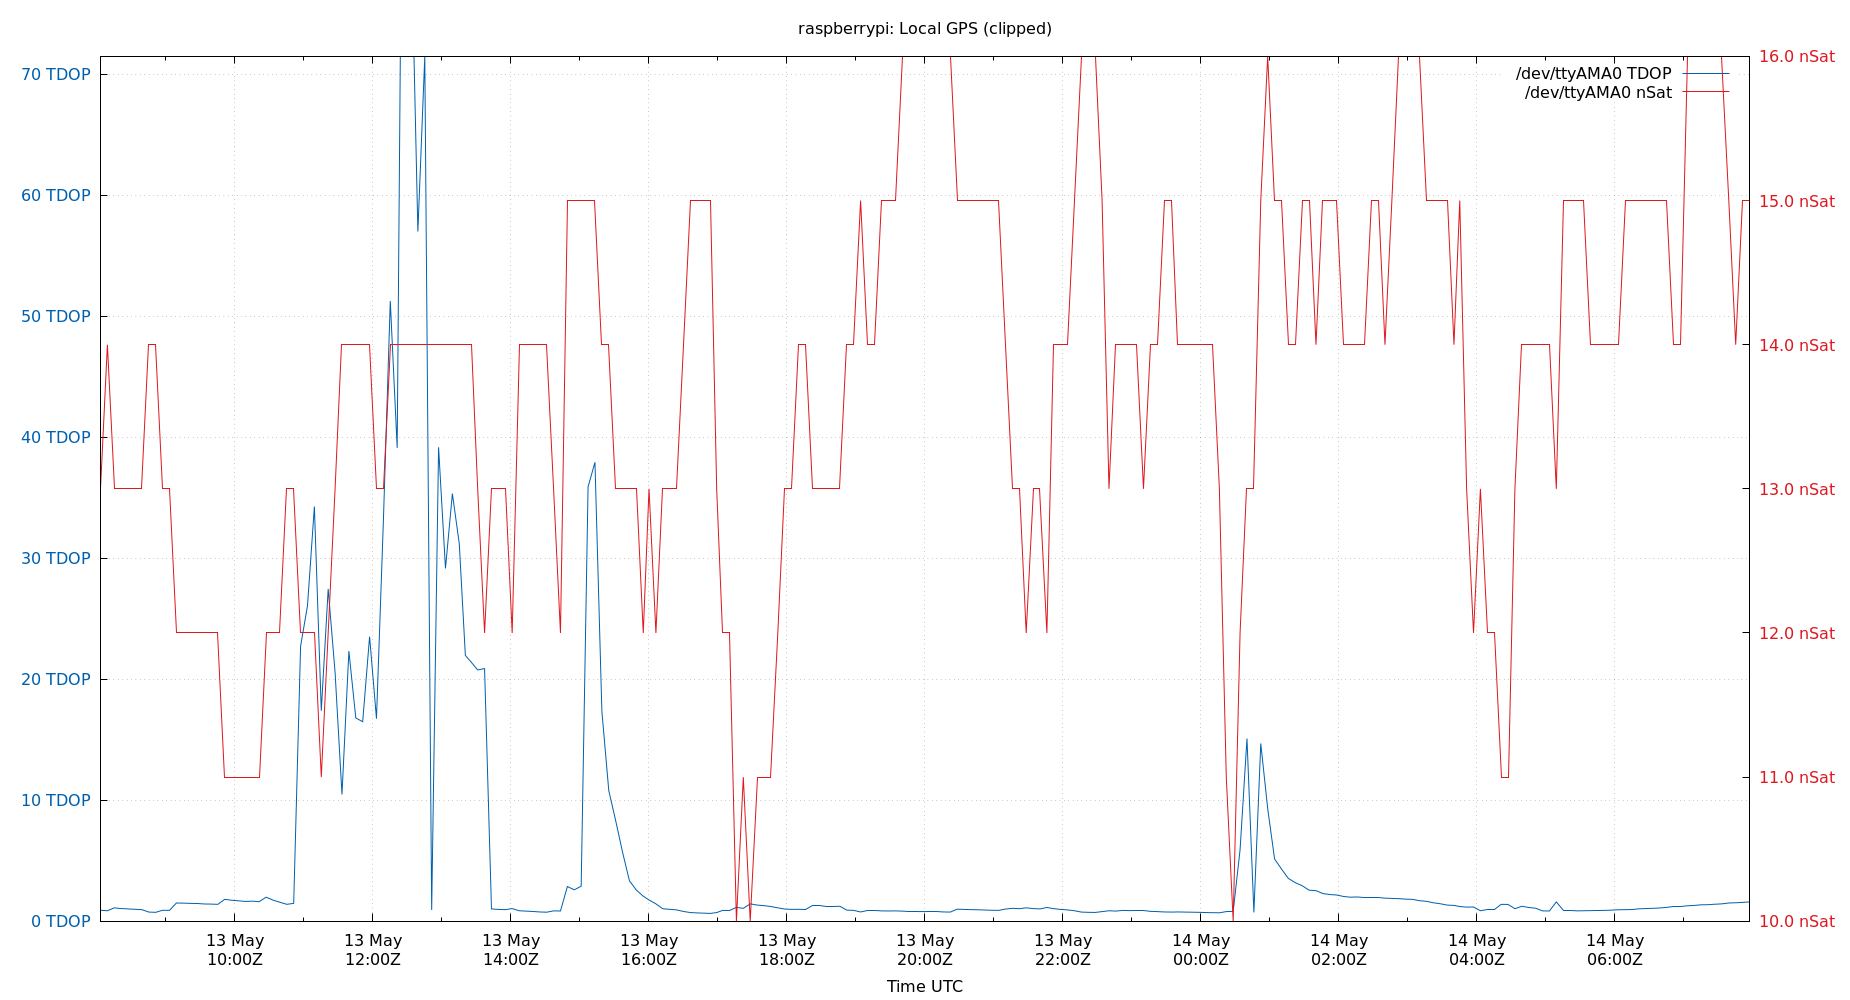 raspberrypi: Local GPS (clipped)
/dev/ttyAMA0 TDOP
/dev/ttyAMA0 nSat
70 TDOP
60 TDOP
50 TDOP
40 TDOP
30 TDOP
20 TDOP
10 TDOP
0 TDOP
16.0 nSat
15.0 nSat
14.0 nSat
13.0 nSat
12.0 nSat
11.0 nSat
10.0 nSat
13 May
10:00Z
13 May
12:00Z
13 May
14:00Z
13 May
16:00Z
13 May
18:00Z
13 May
20:00Z
13 May
22:00Z
14 May
00:00Z
14 May
02:00Z
14 May
04:00Z
14 May
06:00Z
Time UTC